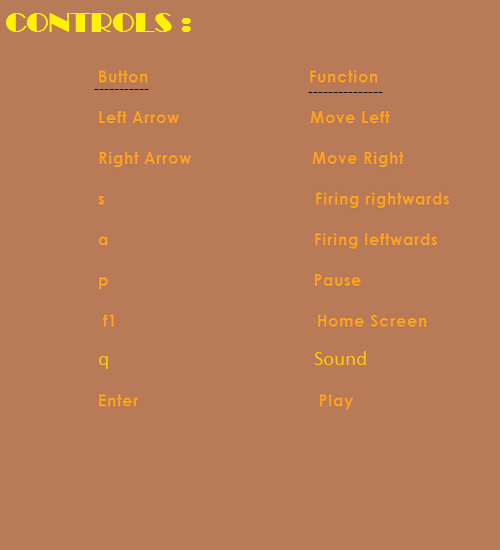 CONTROLS :
Button Function
Left Arrow Move Left
Right Arrow Move Right
s Firing rightwards
a Firing leftwards
p Pause
f1 Home Screen
q Sound
Enter Play